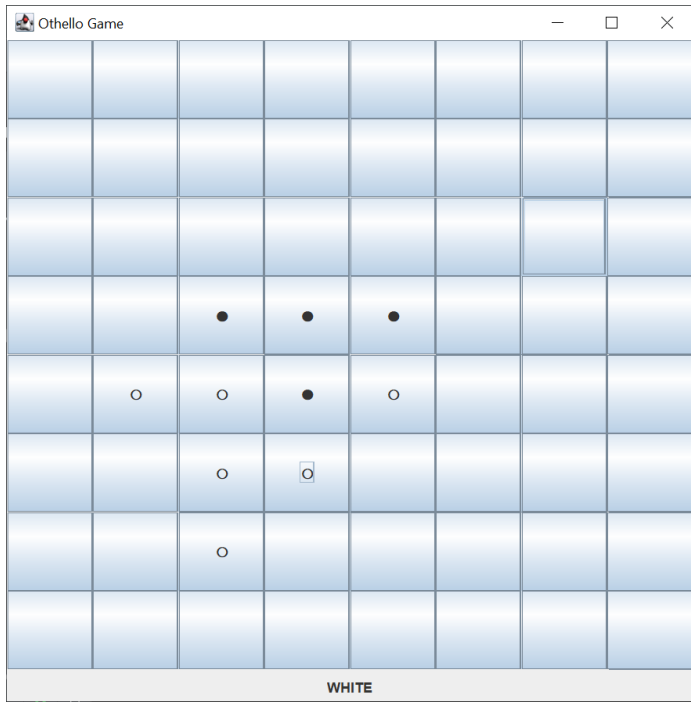 Othello Game
● ● ●
O O ● O
O O
O
WHITE